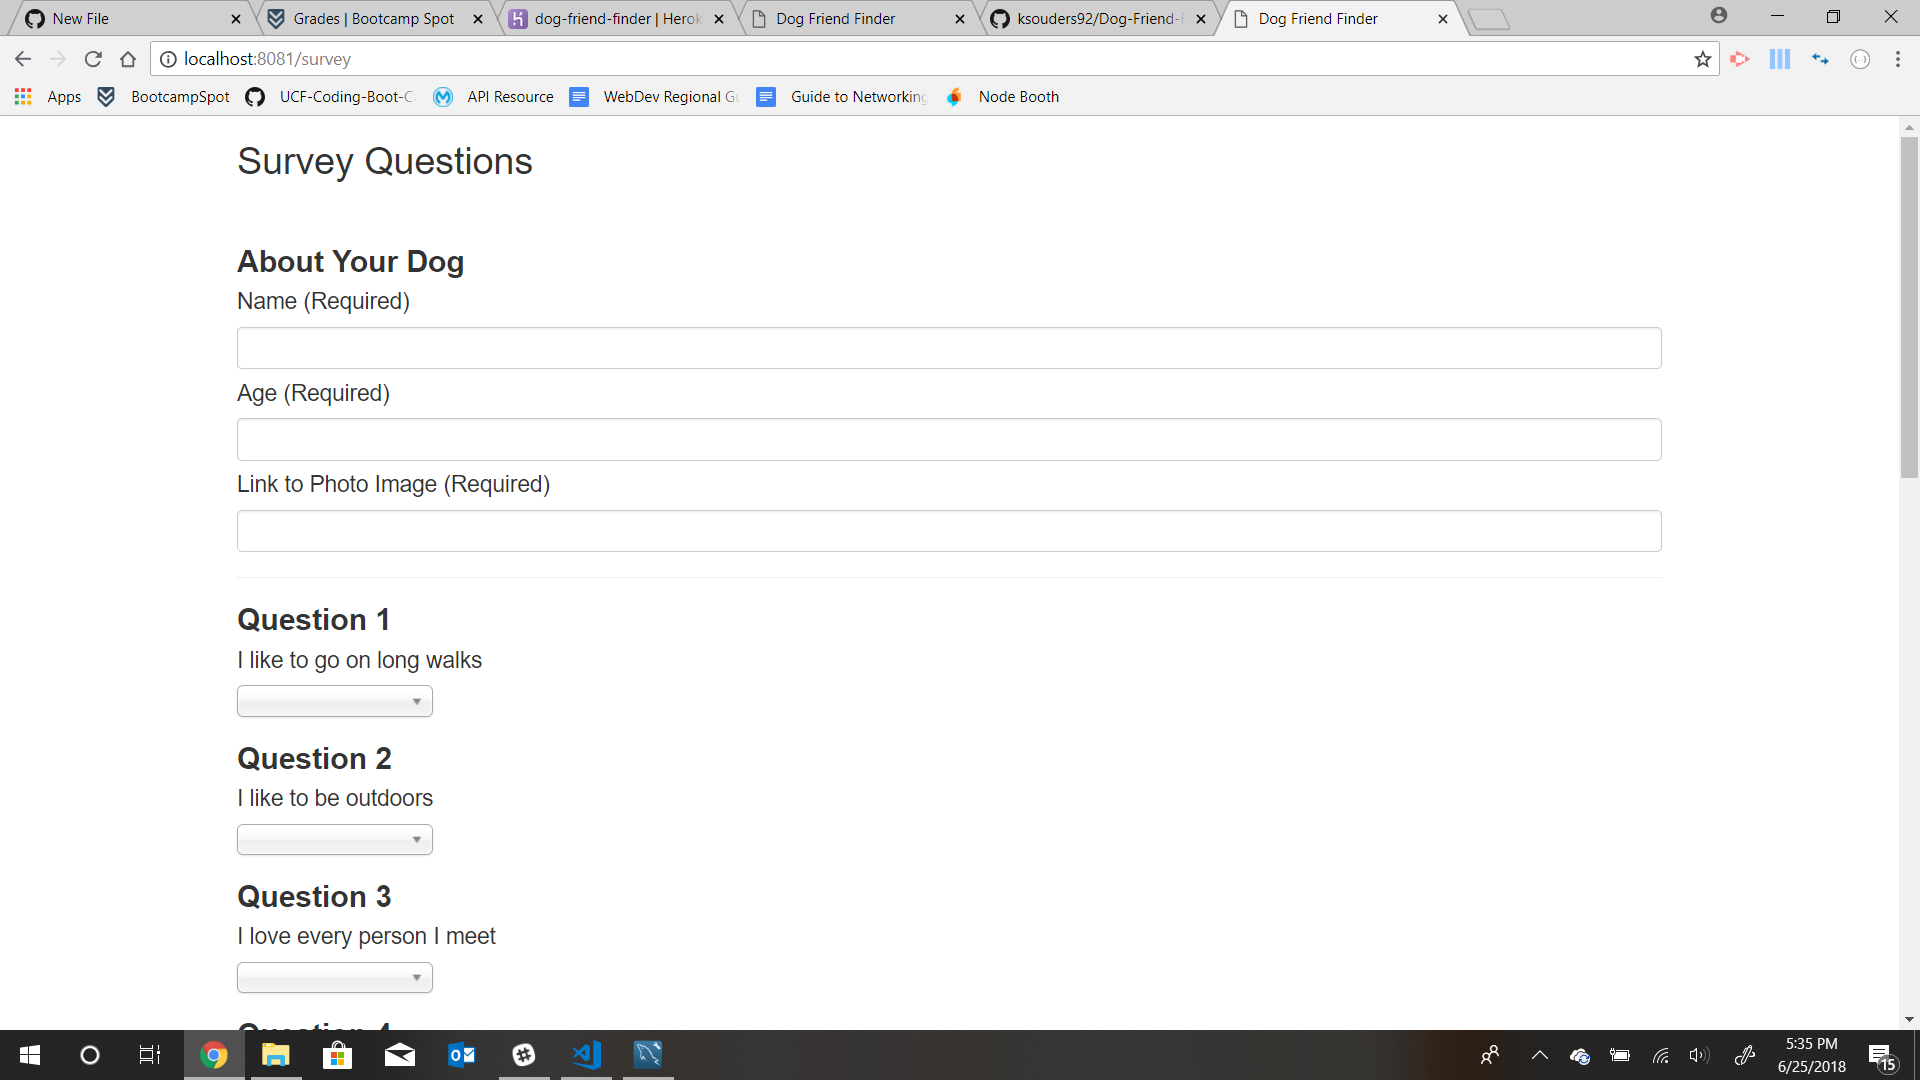 New File
Grades | Bootcamp Spot
dog-friend-finder | Herok
Dog Friend Finder
ksouders92/Dog-Friend-F
Dog Friend Finder
localhost:8081/survey
Apps
BootcampSpot
UCF-Coding-Boot-C
API Resource
WebDev Regional Gu
Guide to Networking
Node Booth
Survey Questions
About Your Dog
Name (Required)
Age (Required)
Link to Photo Image (Required)
Question 1
I like to go on long walks
Question 2
I like to be outdoors
Question 3
I love every person I meet
Question 4
5:35 PM
6/25/2018
15